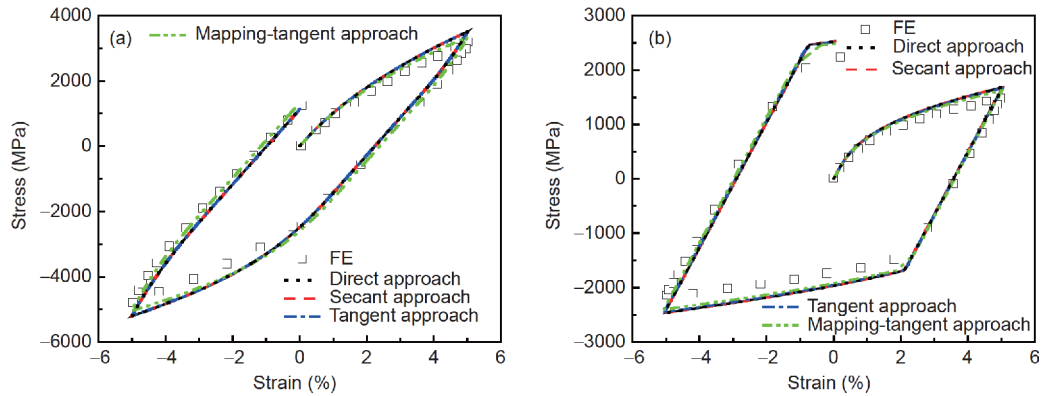 (a)
Mapping-tangent approach
4000
2000
0
−2000
−4000
−6000
Stress (MPa)
FE
Direct approach
Secant approach
Tangent approach
−6 −4 −2 0 2 4 6
Strain (%)
(b)
FE
Direct approach
Secant approach
3000
2000
1000
0
−1000
−2000
−3000
Stress (MPa)
Tangent approach
Mapping-tangent approach
−6 −4 −2 0 2 4 6
Strain (%)